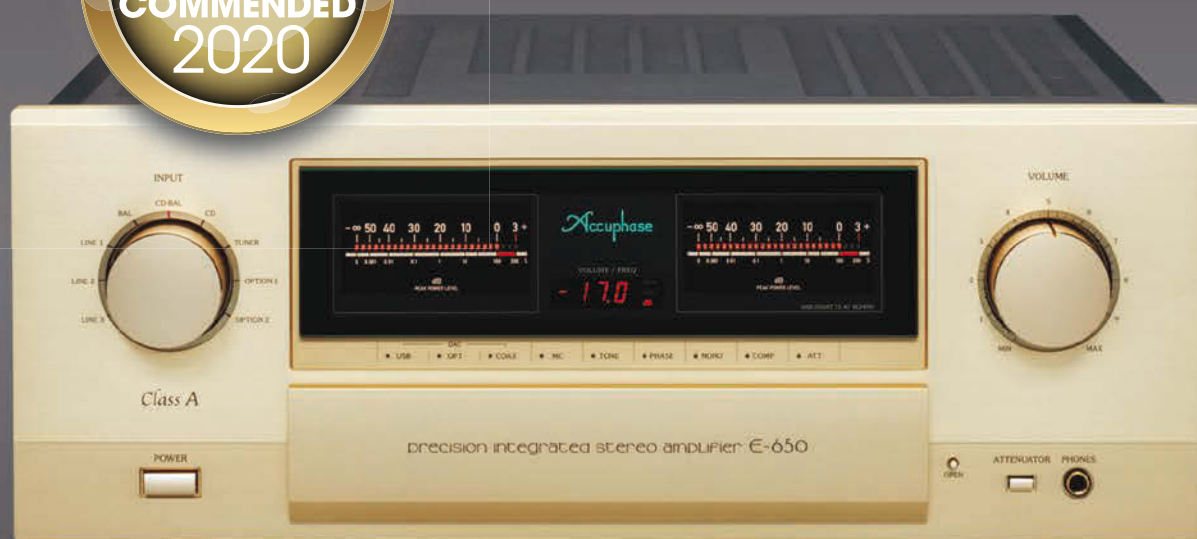 COMMENDED
2020
INPUT
VOLUME
BAL CD-BAL CD
LINE 1 TUNER
LINE 2 OPTION 1
LINE 3 OPTION 2
-∞ 50 40 30 20 10 0 3 +
dB
PEAK POWER LEVEL
Accuphase
VOLUME / FREQ
-17.0 dB
-∞ 50 40 30 20 10 0 3 +
dB
PEAK POWER LEVEL
MIN MAX
DAC
USB OPT COAX MC TONE PHASE MONO COMP ATT
Class A
precision integrated stereo amplifier E-650
POWER
OPEN
ATTENUATOR PHONES